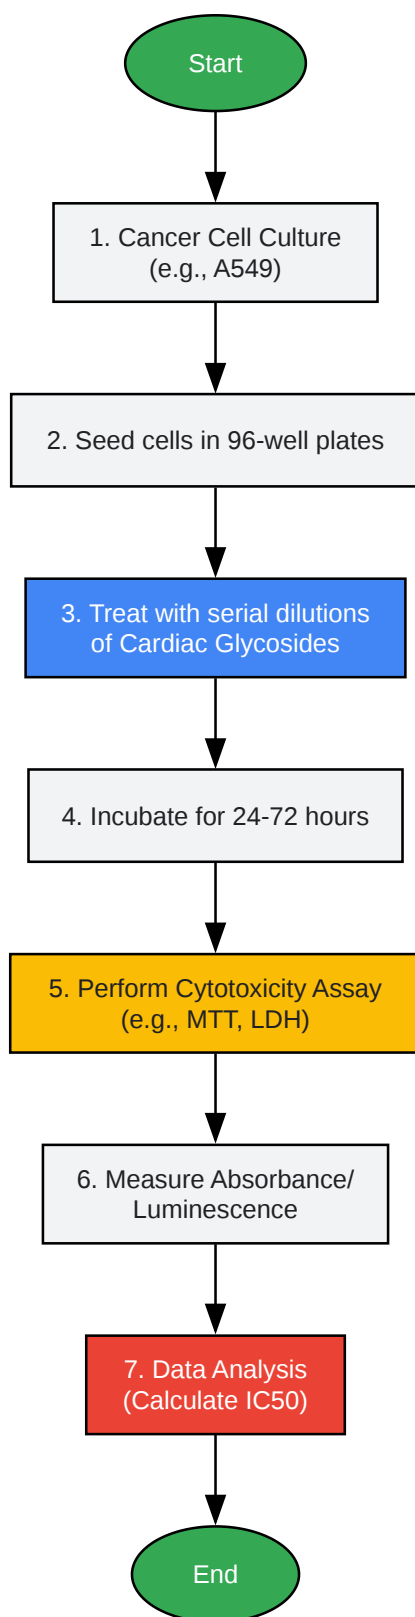 Start
1. Cancer Cell Culture
(e.g., A549)
2. Seed cells in 96-well plates
3. Treat with serial dilutions
of Cardiac Glycosides
4. Incubate for 24-72 hours
5. Perform Cytotoxicity Assay
(e.g., MTT, LDH)
6. Measure Absorbance/
Luminescence
7. Data Analysis
(Calculate IC50)
End